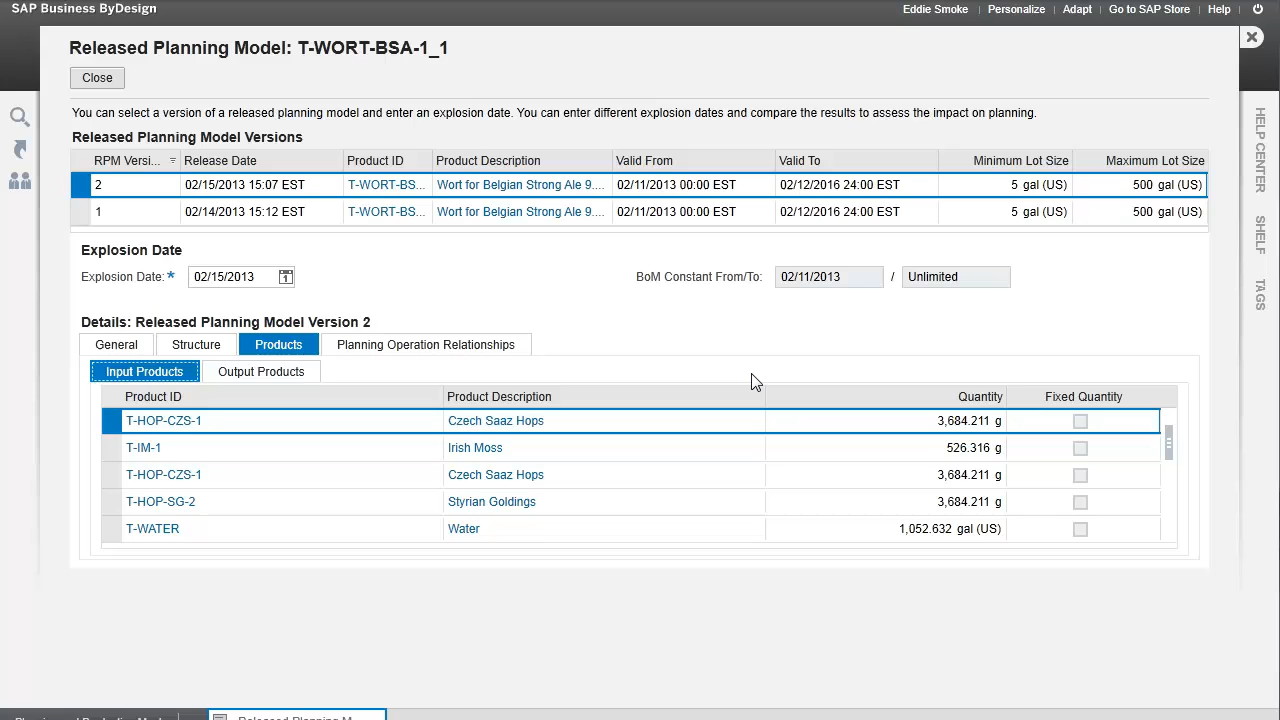 SAP Business ByDesign
Eddie Smoke | Personalize | Adapt | Go to SAP Store | Help
Released Planning Model: T-WORT-BSA-1_1
Close
You can select a version of a released planning model and enter an explosion date. You can enter different explosion dates and compare the results to assess the impact on planning.
Released Planning Model Versions
RPM Versi... Release Date Product ID Product Description Valid From Valid To Minimum Lot Size Maximum Lot Size
2 02/15/2013 15:07 EST T-WORT-BS... Wort for Belgian Strong Ale 9.... 02/11/2013 00:00 EST 02/12/2016 24:00 EST 5 gal (US) 500 gal (US)
1 02/14/2013 15:12 EST T-WORT-BS... Wort for Belgian Strong Ale 9.... 02/11/2013 00:00 EST 02/12/2016 24:00 EST 5 gal (US) 500 gal (US)
Explosion Date
Explosion Date:* 02/15/2013 1 BoM Constant From/To: 02/11/2013 / Unlimited
Details: Released Planning Model Version 2
General Structure Products Planning Operation Relationships
Input Products Output Products
Product ID Product Description Quantity Fixed Quantity
T-HOP-CZS-1 Czech Saaz Hops 3,684.211 g
T-IM-1 Irish Moss 526.316 g
T-HOP-CZS-1 Czech Saaz Hops 3,684.211 g
T-HOP-SG-2 Styrian Goldings 3,684.211 g
T-WATER Water 1,052.632 gal (US)
HELP CENTER
SHELF
TAGS
Released Planning M...